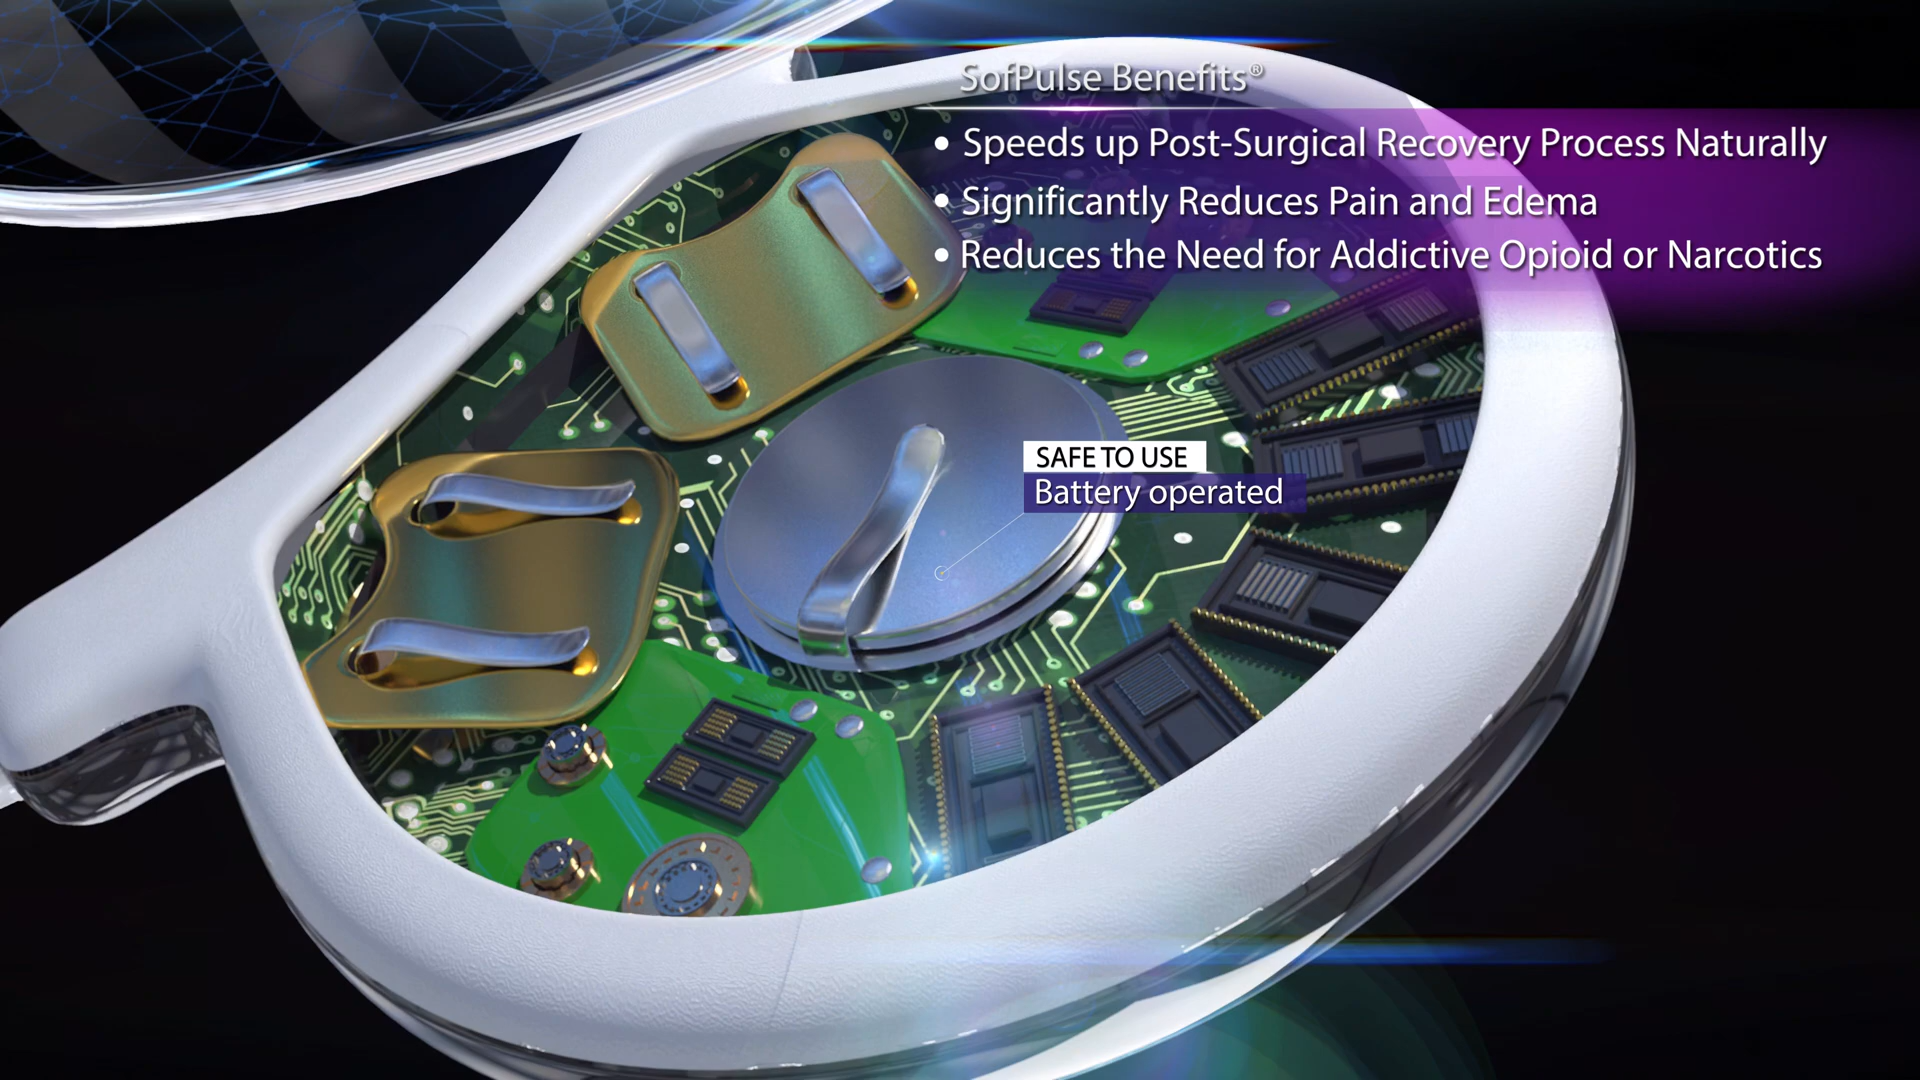 SofPulse Benefits®
• Speeds up Post-Surgical Recovery Process Naturally
• Significantly Reduces Pain and Edema
• Reduces the Need for Addictive Opioid or Narcotics
SAFE TO USE
Battery operated